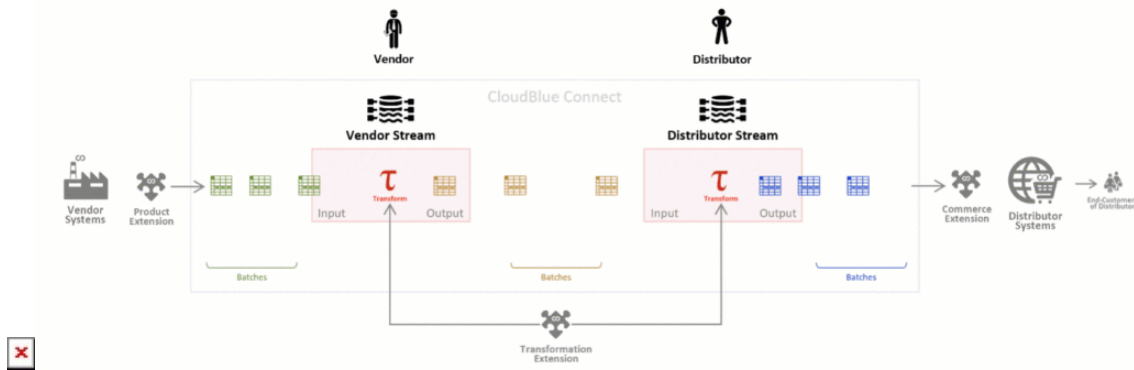 Vendor
Distributor
CloudBlue Connect
Vendor Stream
Distributor Stream
τ
Transform
Input
Output
τ
Transform
Input
Output
Vendor
Systems
Product
Extension
Commerce
Extension
Distributor
Systems
End-Customer
of Distributor
Batches
Batches
Batches
Transformation
Extension